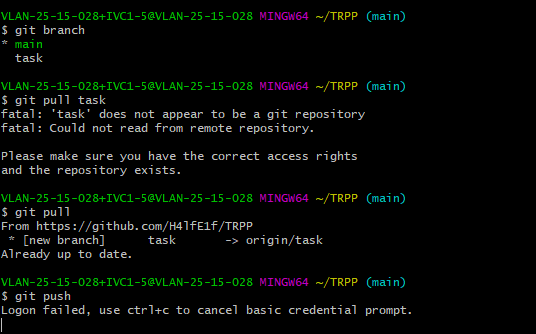 VLAN-25-15-028+IVC1-5@VLAN-25-15-028 MINGW64 ~/TRPP (main)
$ git branch
* main
  task

VLAN-25-15-028+IVC1-5@VLAN-25-15-028 MINGW64 ~/TRPP (main)
$ git pull task
fatal: 'task' does not appear to be a git repository
fatal: Could not read from remote repository.

Please make sure you have the correct access rights
and the repository exists.

VLAN-25-15-028+IVC1-5@VLAN-25-15-028 MINGW64 ~/TRPP (main)
$ git pull
From https://github.com/H4lfE1f/TRPP
 * [new branch]      task       -> origin/task
Already up to date.

VLAN-25-15-028+IVC1-5@VLAN-25-15-028 MINGW64 ~/TRPP (main)
$ git push
Logon failed, use ctrl+c to cancel basic credential prompt.